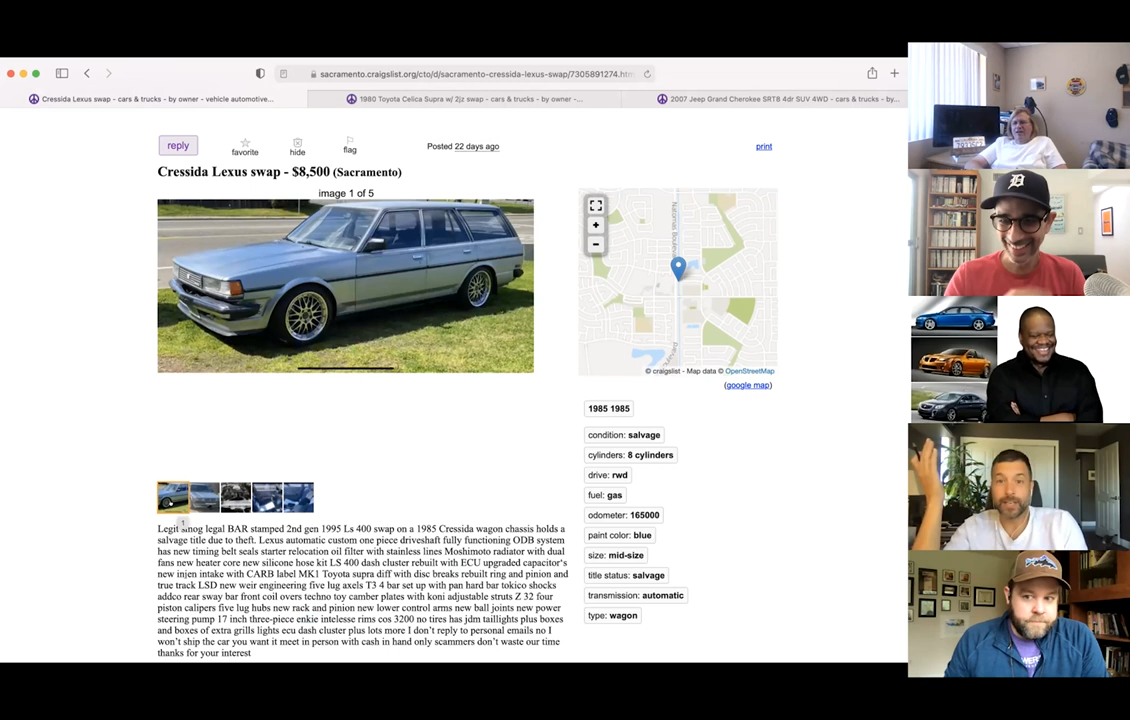 sacramento.craigslist.org/cto/d/sacramento-cressida-lexus-swap/7305891274.htm
Cressida Lexus swap - cars & trucks - by owner - vehicle automotive...
1980 Toyota Celica Supra w/ 2jz swap - cars & trucks - by owner -...
2007 Jeep Grand Cherokee SRT8 4dr SUV 4WD - cars & trucks - by...
reply
favorite
hide
flag
Posted 22 days ago
print
Cressida Lexus swap - $8,500 (Sacramento)
image 1 of 5
+
−
© craigslist - Map data © OpenStreetMap
(google map)
1985 1985
condition: salvage
cylinders: 8 cylinders
drive: rwd
fuel: gas
odometer: 165000
paint color: blue
size: mid-size
title status: salvage
transmission: automatic
type: wagon
1
Legit smog legal BAR stamped 2nd gen 1995 Ls 400 swap on a 1985 Cressida wagon chassis holds a
salvage title due to theft. Lexus automatic custom one piece driveshaft fully functioning ODB system
has new timing belt seals starter relocation oil filter with stainless lines Moshimoto radiator with dual
fans new heater core new silicone hose kit LS 400 dash cluster rebuilt with ECU upgraded capacitor's
new injen intake with CARB label MK1 Toyota supra diff with disc breaks rebuilt ring and pinion and
true track LSD new weir engineering five lug axels T3 4 bar set up with pan hard bar tokico shocks
addco rear sway bar front coil overs techno toy camber plates with koni adjustable struts Z 32 four
piston calipers five lug hubs new rack and pinion new lower control arms new ball joints new power
steering pump 17 inch three-piece enkie intelesse rims cos 3200 no tires has jdm taillights plus boxes
and boxes of extra grills lights ecu dash cluster plus lots more I don't reply to personal emails no I
won't ship the car you want it meet in person with cash in hand only scammers don't waste our time
thanks for your interest